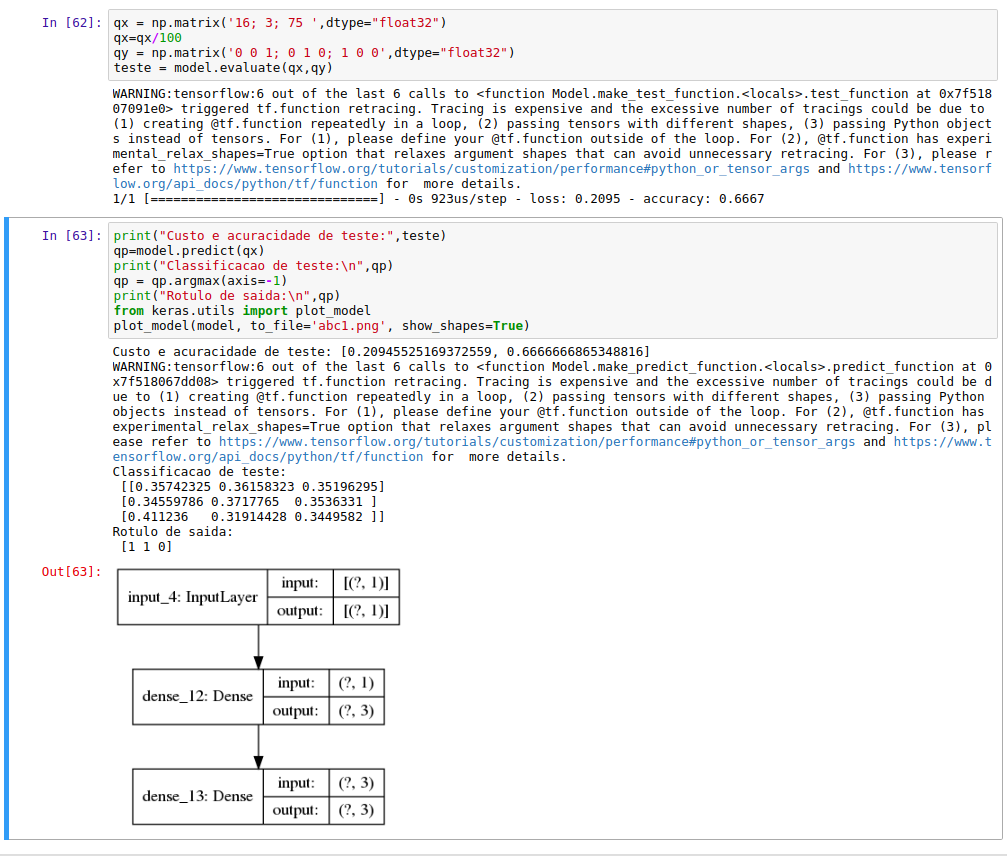 In [62]: qx = np.matrix('16; 3; 75 ',dtype="float32")
qx=qx/100
qy = np.matrix('0 0 1; 0 1 0; 1 0 0',dtype="float32")
teste = model.evaluate(qx,qy)
WARNING:tensorflow:6 out of the last 6 calls to <function Model.make_test_function.<locals>.test_function at 0x7f518
07091e0> triggered tf.function retracing. Tracing is expensive and the excessive number of tracings could be due to
(1) creating @tf.function repeatedly in a loop, (2) passing tensors with different shapes, (3) passing Python object
s instead of tensors. For (1), please define your @tf.function outside of the loop. For (2), @tf.function has experi
mental_relax_shapes=True option that relaxes argument shapes that can avoid unnecessary retracing. For (3), please r
efer to https://www.tensorflow.org/tutorials/customization/performance#python_or_tensor_args and https://www.tensorf
low.org/api_docs/python/tf/function for  more details.
1/1 [==============================] - 0s 923us/step - loss: 0.2095 - accuracy: 0.6667
In [63]: print("Custo e acuracidade de teste:",teste)
qp=model.predict(qx)
print("Classificacao de teste:\n",qp)
qp = qp.argmax(axis=-1)
print("Rotulo de saida:\n",qp)
from keras.utils import plot_model
plot_model(model, to_file='abc1.png', show_shapes=True)
Custo e acuracidade de teste: [0.20945525169372559, 0.6666666865348816]
WARNING:tensorflow:6 out of the last 6 calls to <function Model.make_predict_function.<locals>.predict_function at 0
x7f518067dd08> triggered tf.function retracing. Tracing is expensive and the excessive number of tracings could be d
ue to (1) creating @tf.function repeatedly in a loop, (2) passing tensors with different shapes, (3) passing Python
objects instead of tensors. For (1), please define your @tf.function outside of the loop. For (2), @tf.function has
experimental_relax_shapes=True option that relaxes argument shapes that can avoid unnecessary retracing. For (3), pl
ease refer to https://www.tensorflow.org/tutorials/customization/performance#python_or_tensor_args and https://www.t
ensorflow.org/api_docs/python/tf/function for  more details.
Classificacao de teste:
[[0.35742325 0.36158323 0.35196295]
[0.34559786 0.3717765  0.3536331 ]
[0.411236   0.31914428 0.3449582 ]]
Rotulo de saida:
[1 1 0]
Out[63]:
input_4: InputLayer
input: [(?, 1)]
output: [(?, 1)]
dense_12: Dense
input: (?, 1)
output: (?, 3)
dense_13: Dense
input: (?, 3)
output: (?, 3)